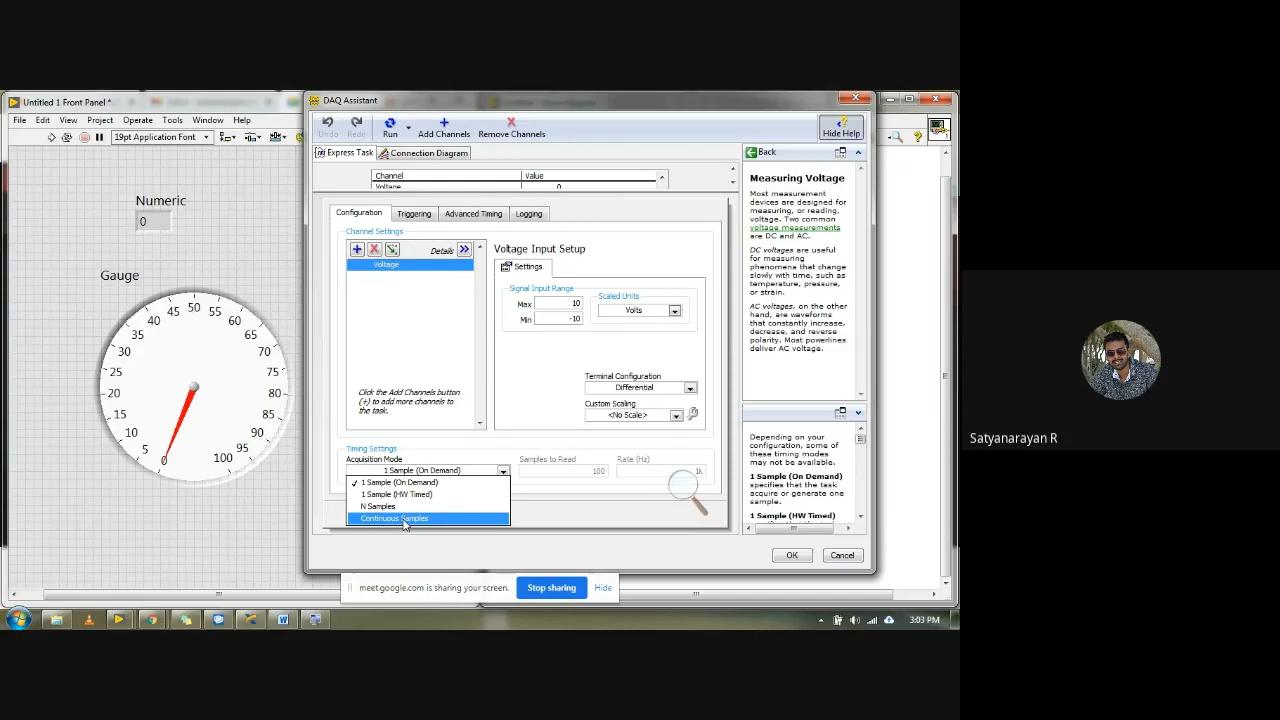 Untitled 1 Front Panel *
File Edit View Project Operate Tools Window Help
19pt Application Font
Numeric
0
Gauge
0 5 10 15 20 25 30 35 40 45 50 55 60 65 70 75 80 85 90 95 100
DAQ Assistant
Undo Redo Run Add Channels Remove Channels Hide Help
Express Task Connection Diagram
Channel Value
Voltage 0
Configuration Triggering Advanced Timing Logging
Channel Settings
Details
Voltage
Click the Add Channels button
(+) to add more channels to
the task.
Voltage Input Setup
Settings
Signal Input Range
Max 10
Min -10
Scaled Units
Volts
Terminal Configuration
Differential
Custom Scaling
<No Scale>
Timing Settings
Acquisition Mode
1 Sample (On Demand)
Samples to Read
100
Rate (Hz)
1k
1 Sample (On Demand)
1 Sample (HW Timed)
N Samples
Continuous Samples
OK Cancel
Back
Measuring Voltage
Most measurement
devices are designed for
measuring, or reading,
voltage. Two common
voltage measurements
are DC and AC.
DC voltages are useful
for measuring
phenomena that change
slowly with time, such as
temperature, pressure,
or strain.
AC voltages, on the other
hand, are waveforms
that constantly increase,
decrease, and reverse
polarity. Most powerlines
deliver AC voltage.
Depending on your
configuration, some of
these timing modes
may not be available.
1 Sample (On Demand)
specifies that the task
acquire or generate one
sample.
1 Sample (HW Timed)
meet.google.com is sharing your screen. Stop sharing Hide
3:03 PM
Satyanarayan R